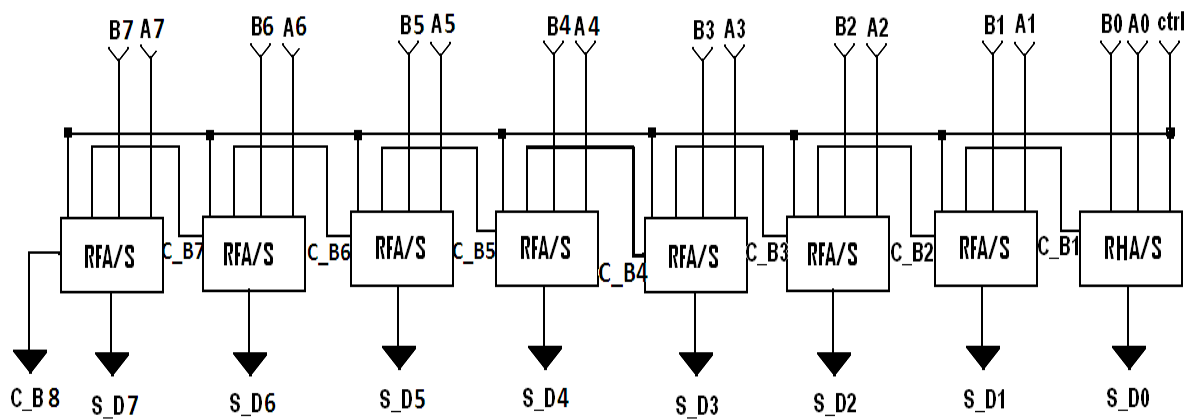 B7 A7 B6 A6 B5 A5 B4 A4 B3 A3 B2 A2 B1 A1 B0 A0 ctrl
RFA/S C_B7 RFA/S C_B6 RFA/S C_B5 RFA/S C_B4 RFA/S C_B3 RFA/S C_B2 RFA/S C_B1 RHA/S
C_B8 S_D7 S_D6 S_D5 S_D4 S_D3 S_D2 S_D1 S_D0